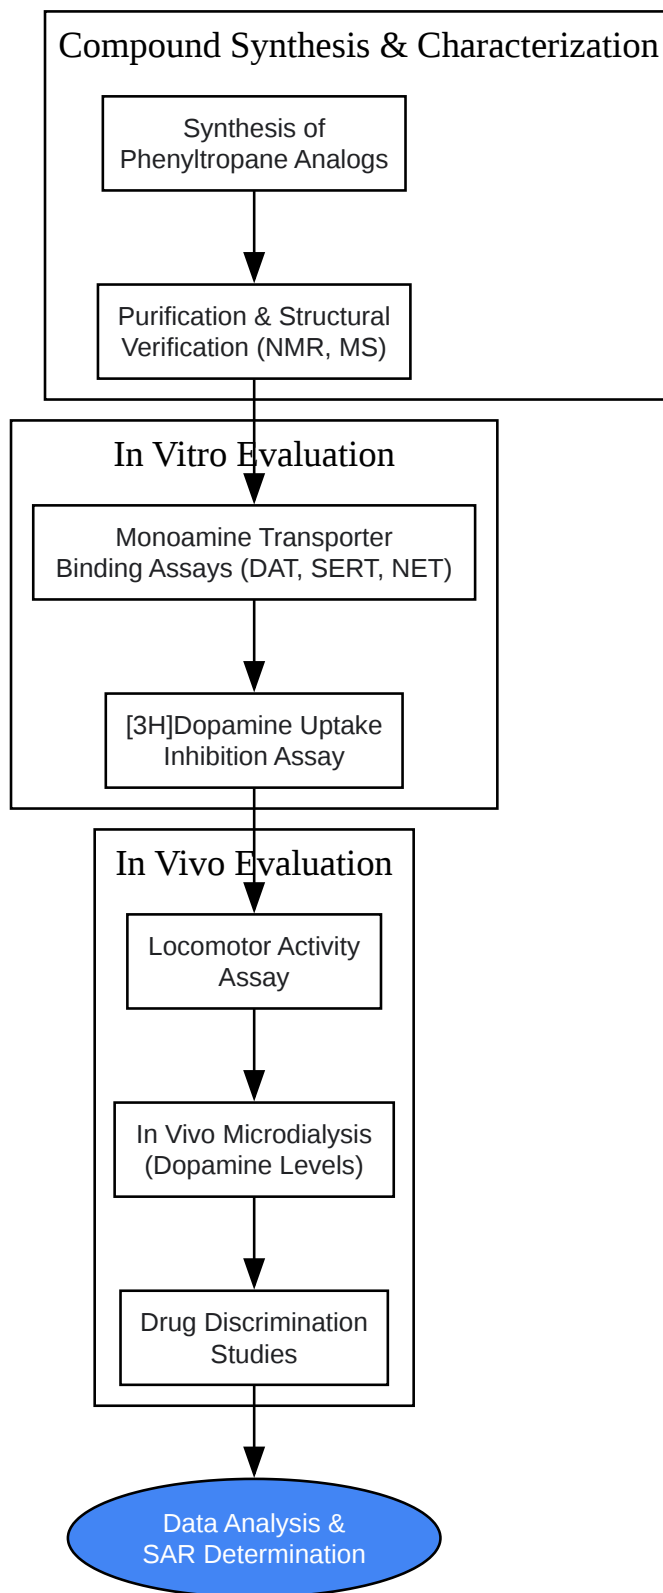 Compound Synthesis & Characterization
Synthesis of
Phenyltropane Analogs
Purification & Structural
Verification (NMR, MS)
In Vitro Evaluation
Monoamine Transporter
Binding Assays (DAT, SERT, NET)
[3H]Dopamine Uptake
Inhibition Assay
In Vivo Evaluation
Locomotor Activity
Assay
In Vivo Microdialysis
(Dopamine Levels)
Drug Discrimination
Studies
Data Analysis &
SAR Determination